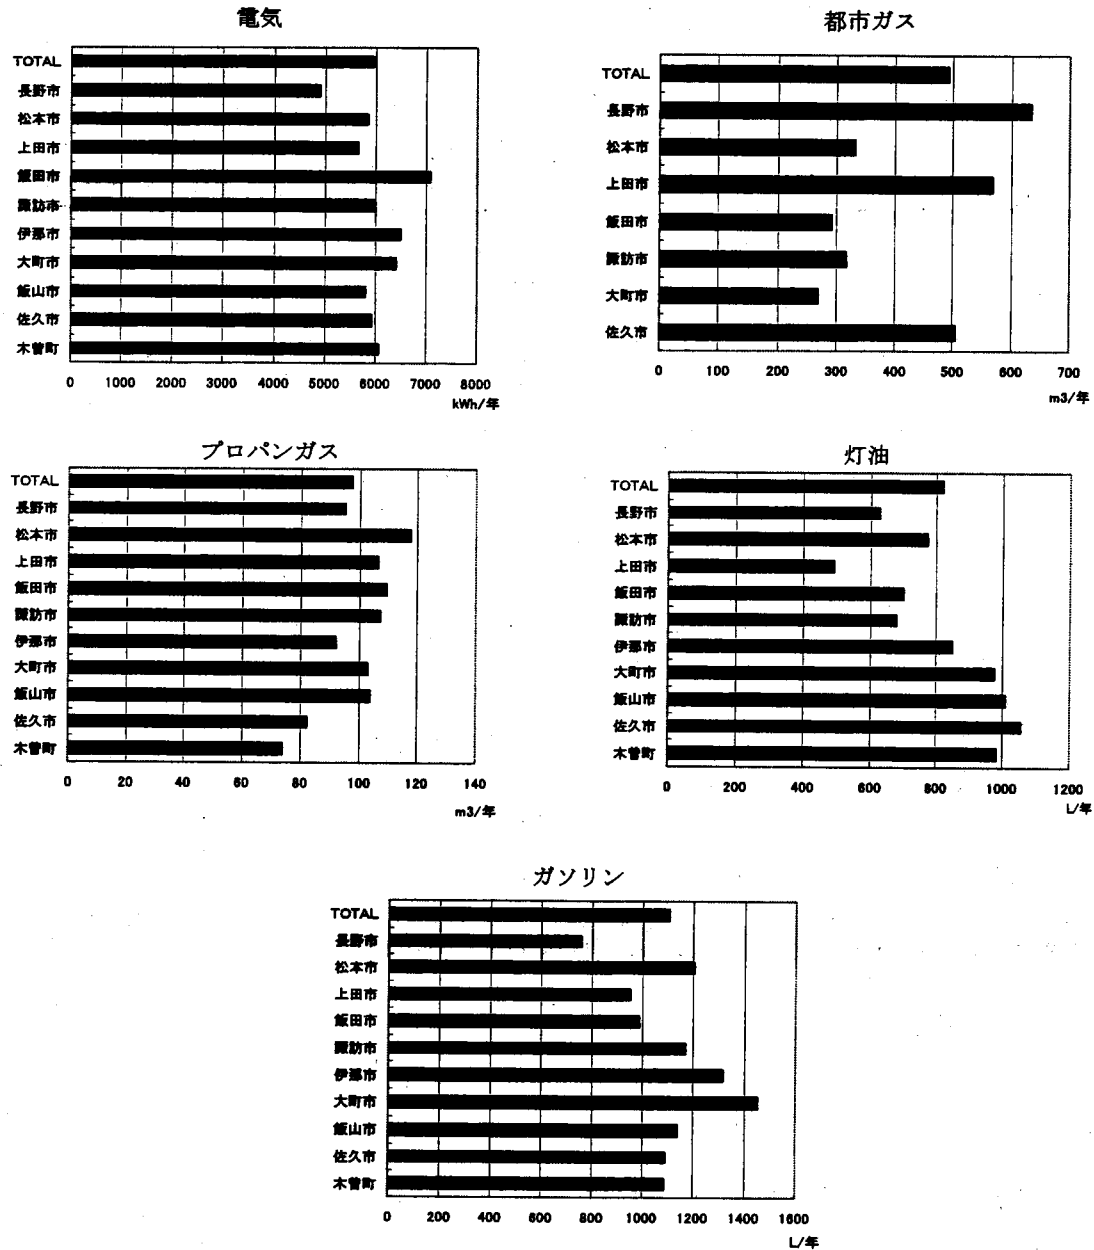 電気
TOTAL
長野市
松本市
上田市
飯田市
諏訪市
伊那市
大町市
飯山市
佐久市
木曽町
0 1000 2000 3000 4000 5000 6000 7000 8000
kWh/年
都市ガス
TOTAL
長野市
松本市
上田市
飯田市
諏訪市
大町市
佐久市
0 100 200 300 400 500 600 700
m3/年
プロパンガス
TOTAL
長野市
松本市
上田市
飯田市
諏訪市
伊那市
大町市
飯山市
佐久市
木曽町
0 20 40 60 80 100 120 140
m3/年
灯油
TOTAL
長野市
松本市
上田市
飯田市
諏訪市
伊那市
大町市
飯山市
佐久市
木曽町
0 200 400 600 800 1000 1200
L/年
ガソリン
TOTAL
長野市
松本市
上田市
飯田市
諏訪市
伊那市
大町市
飯山市
佐久市
木曽町
0 200 400 600 800 1000 1200 1400 1600
L/年